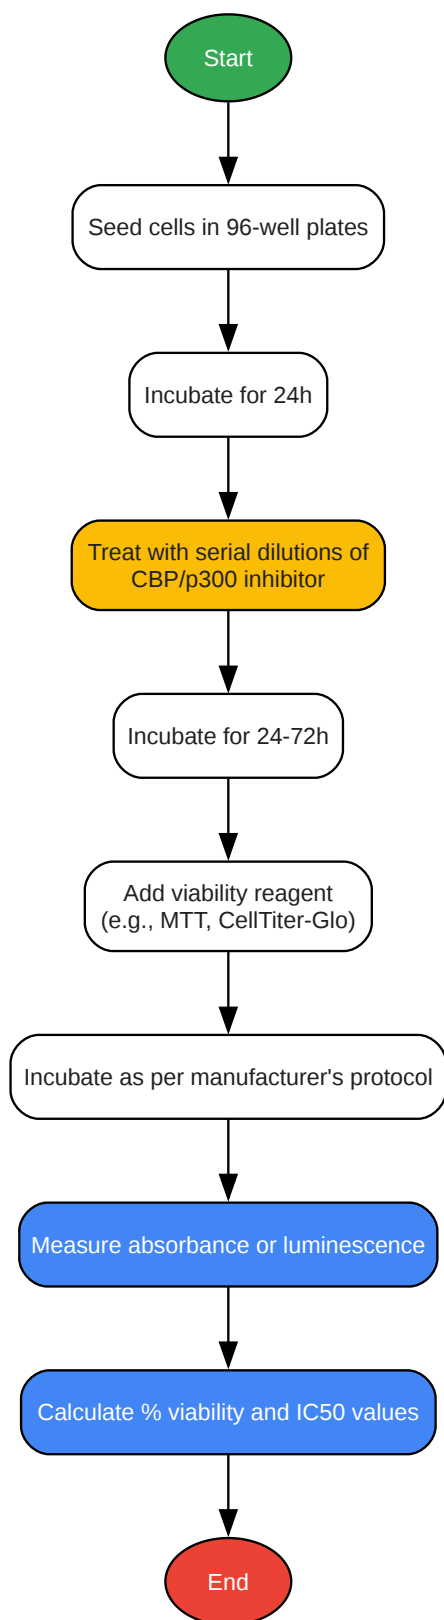 Start
Seed cells in 96-well plates
Incubate for 24h
Treat with serial dilutions of
CBP/p300 inhibitor
Incubate for 24-72h
Add viability reagent
(e.g., MTT, CellTiter-Glo)
Incubate as per manufacturer's protocol
Measure absorbance or luminescence
Calculate % viability and IC50 values
End